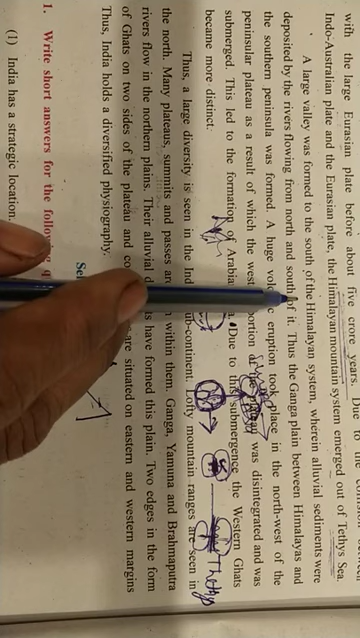 with the large Eurasian plate before about five crore years. Due to the
Indo-Australian plate and the Eurasian plate, the Himalayan mountain system emerged out of Tethys Sea.
A large valley was formed to the south of the Himalayan system, wherein alluvial sediments were
deposited by the rivers flowing from north and south of it. Thus the Ganga plain between Himalayas and
the southern peninsula was formed. A huge eruption took place in the north-west of the
peninsular plateau as a result of which the west portion was disintegrated and was
submerged. This led to the formation of Arabia a. Due to this submergence the Western Ghats
became more distinct.
Thus, a large diversity is seen in the Ind ub-continent. Lofty mountain ranges are seen in
the north. Many plateaus, summits and passes are within them. Ganga, Yamuna and Brahmaputra
rivers flow in the northern plains. Their alluvial d ts have formed this plain. Two edges in the form
of Ghats on two sides of the plateau and co are situated on eastern and western margins
Thus, India holds a diversified physiography.
1. Write short answers for the following q
(1) India has a strategic location.